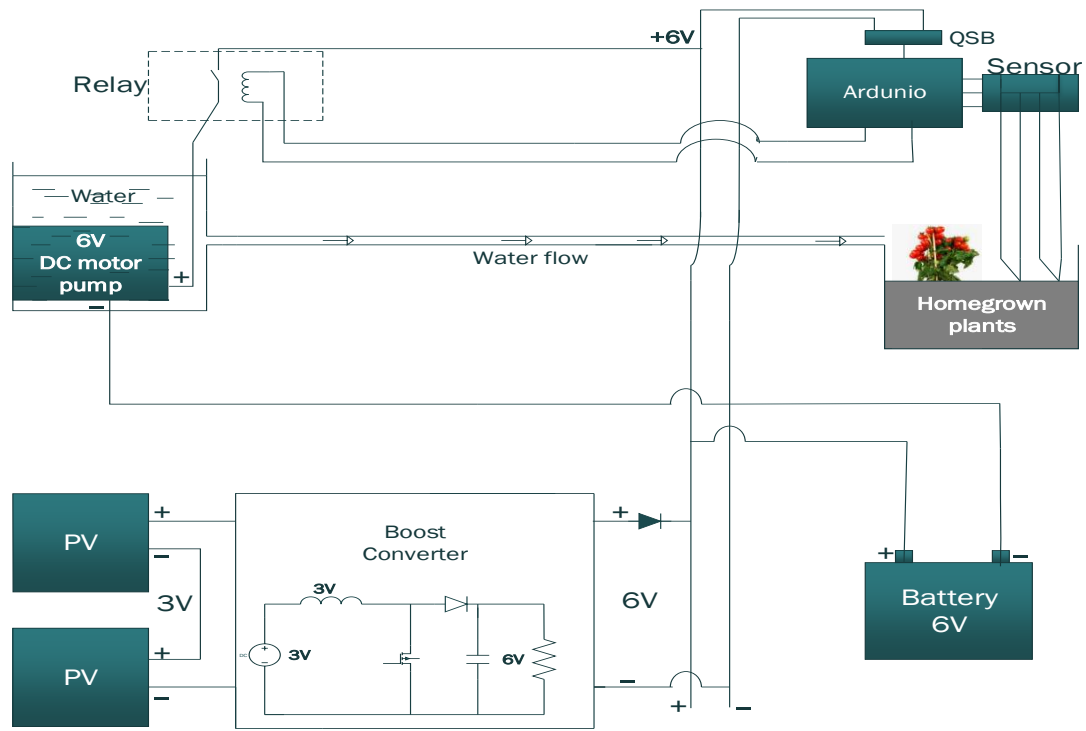 +6V
QSB
Relay
Sensor
Ardunio
Water
6V
DC motor
pump
+
−
Water flow
Homegrown
plants
PV
+
−
3V
PV
+
−
Boost
Converter
3V
DC
+
−
3V
6V
+
6V
−
+
−
+
−
Battery
6V